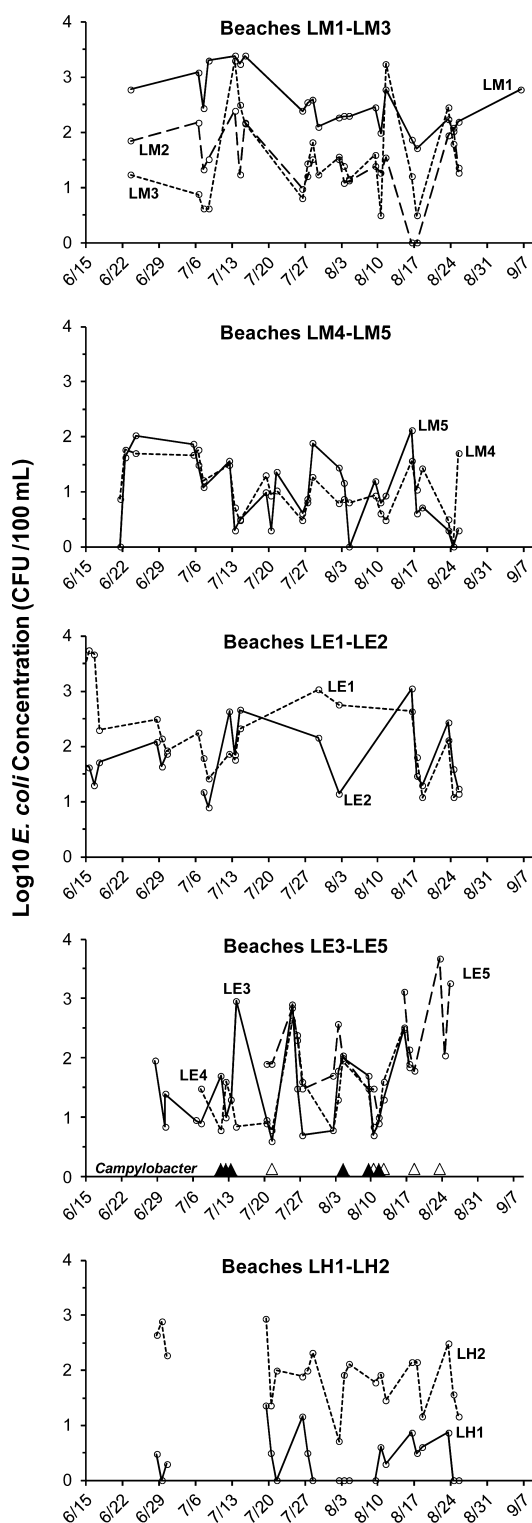 Log10 E. coli Concentration (CFU /100 mL)
Beaches LM1-LM3
4
3
2
1
0
LM1
LM2
LM3
6/15 6/22 6/29 7/6 7/13 7/20 7/27 8/3 8/10 8/17 8/24 8/31 9/7
Beaches LM4-LM5
4
3
2
1
0
LM5
LM4
6/15 6/22 6/29 7/6 7/13 7/20 7/27 8/3 8/10 8/17 8/24 8/31 9/7
Beaches LE1-LE2
4
3
2
1
0
LE1
LE2
6/15 6/22 6/29 7/6 7/13 7/20 7/27 8/3 8/10 8/17 8/24 8/31 9/7
Beaches LE3-LE5
4
3
2
1
0
LE3
LE5
LE4
Campylobacter
6/15 6/22 6/29 7/6 7/13 7/20 7/27 8/3 8/10 8/17 8/24 8/31 9/7
Beaches LH1-LH2
4
3
2
1
0
LH2
LH1
6/15 6/22 6/29 7/6 7/13 7/20 7/27 8/3 8/10 8/17 8/24 8/31 9/7